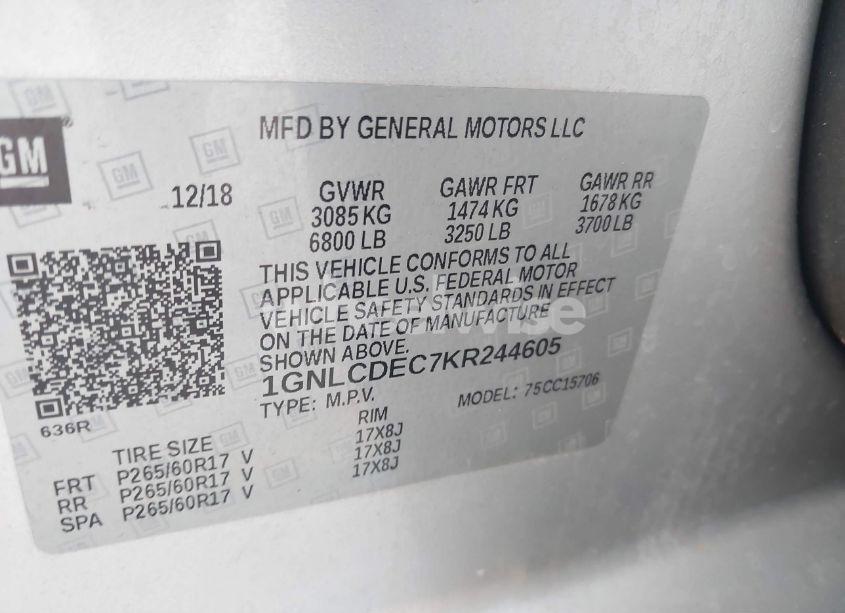 MFD BY GENERAL MOTORS LLC
GM
12/18
GVWR GAWR FRT GAWR RR
3085 KG 1474 KG 1678 KG
6800 LB 3250 LB 3700 LB
THIS VEHICLE CONFORMS TO ALL
APPLICABLE U.S. FEDERAL MOTOR
VEHICLE SAFETY STANDARDS IN EFFECT
ON THE DATE OF MANUFACTURE
SHOWN ABOVE.
1GNLCDEC7KR244605
TYPE: M.P.V. MODEL: 75CC15706
636R
TIRE SIZE RIM
FRT P265/60R17 V 17X8J
RR P265/60R17 V 17X8J
SPA P265/60R17 V 17X8J